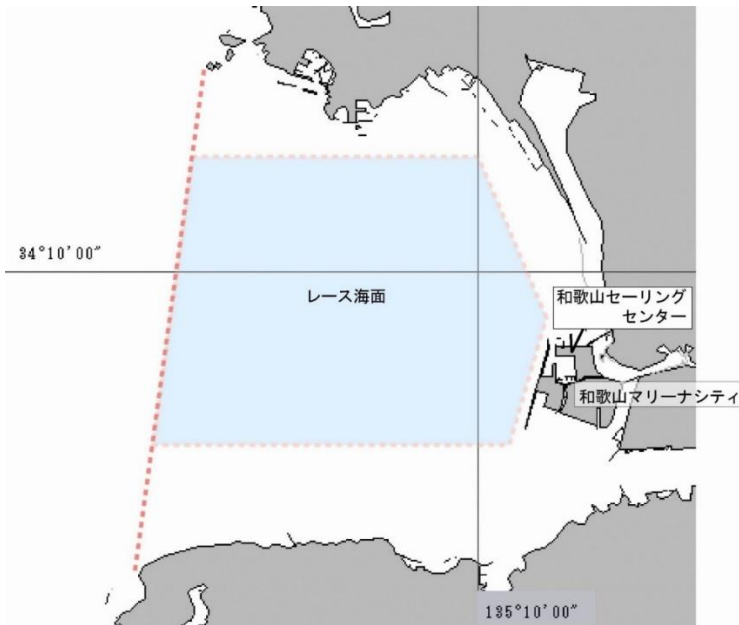 34°10'00"
レース海面
和歌山セーリング
センター
和歌山マリーナシティ
135°10'00"